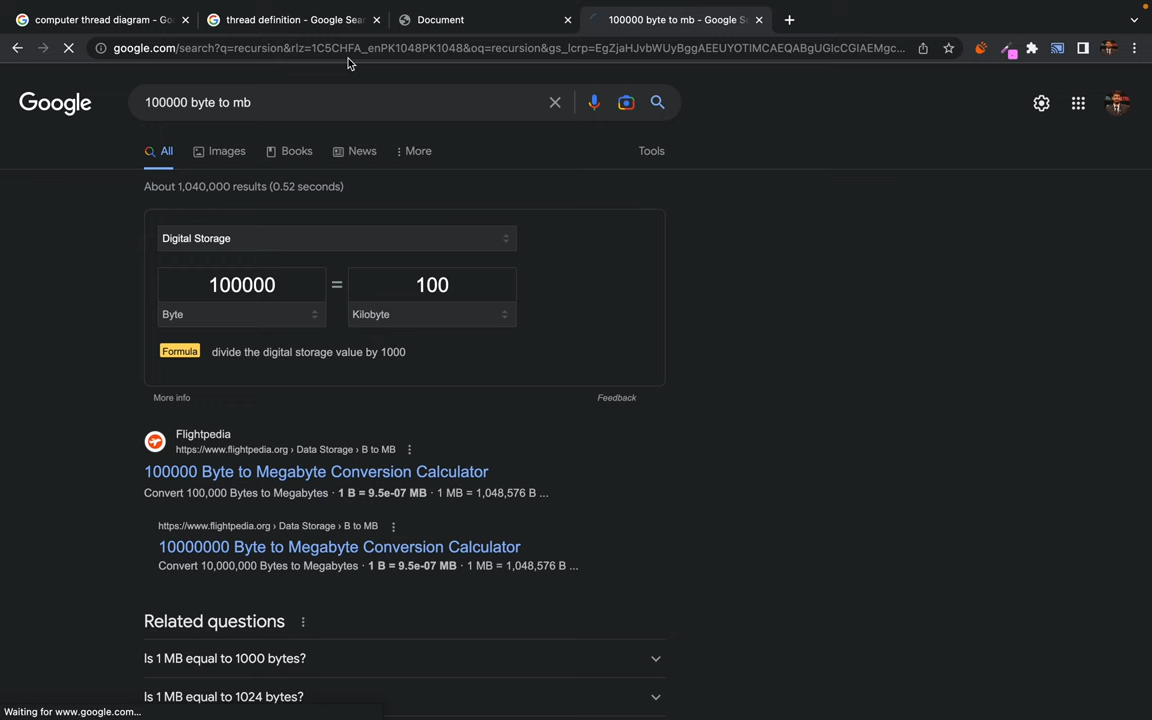 computer thread diagram - Go
thread definition - Google Sear
Document
100000 byte to mb - Google S
google.com/search?q=recursion&rlz=1C5CHFA_enPK1048PK1048&oq=recursion&gs_lcrp=EgZjaHJvbWUyBggAEEUYOTIMCAEQABgUGIcCGIAEMgc...
Google
100000 byte to mb
All
Images
Books
News
More
Tools
About 1,040,000 results (0.52 seconds)
Digital Storage
100000 = 100
Byte
Kilobyte
Formula divide the digital storage value by 1000
More info
Feedback
Flightpedia
https://www.flightpedia.org › Data Storage › B to MB
100000 Byte to Megabyte Conversion Calculator
Convert 100,000 Bytes to Megabytes · 1 B = 9.5e-07 MB · 1 MB = 1,048,576 B ...
https://www.flightpedia.org › Data Storage › B to MB
10000000 Byte to Megabyte Conversion Calculator
Convert 10,000,000 Bytes to Megabytes · 1 B = 9.5e-07 MB · 1 MB = 1,048,576 B ...
Related questions
Is 1 MB equal to 1000 bytes?
Is 1 MB equal to 1024 bytes?
Waiting for www.google.com...